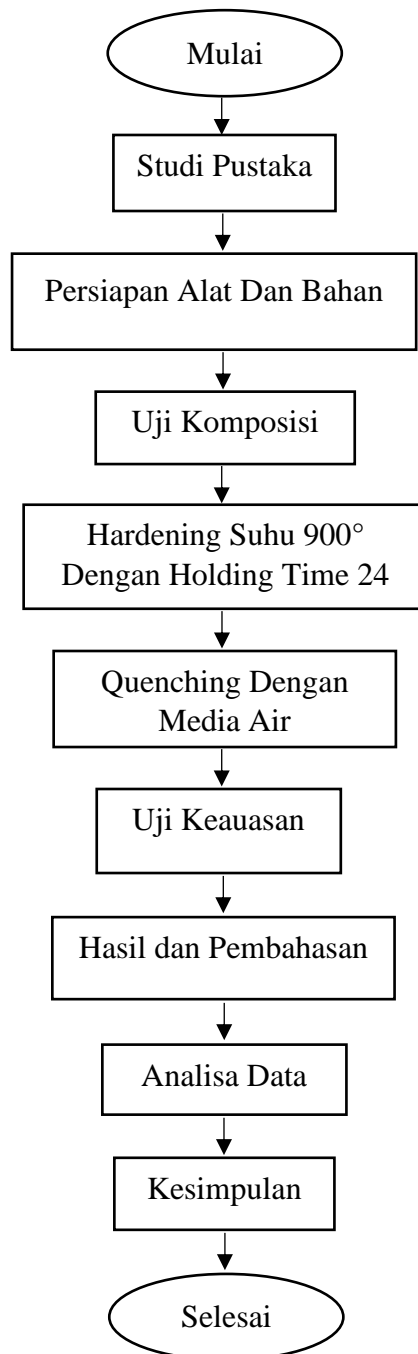 Mulai
Studi Pustaka
Persiapan Alat Dan Bahan
Uji Komposisi
Hardening Suhu 900°
Dengan Holding Time 24
Quenching Dengan
Media Air
Uji Keauasan
Hasil dan Pembahasan
Analisa Data
Kesimpulan
Selesai